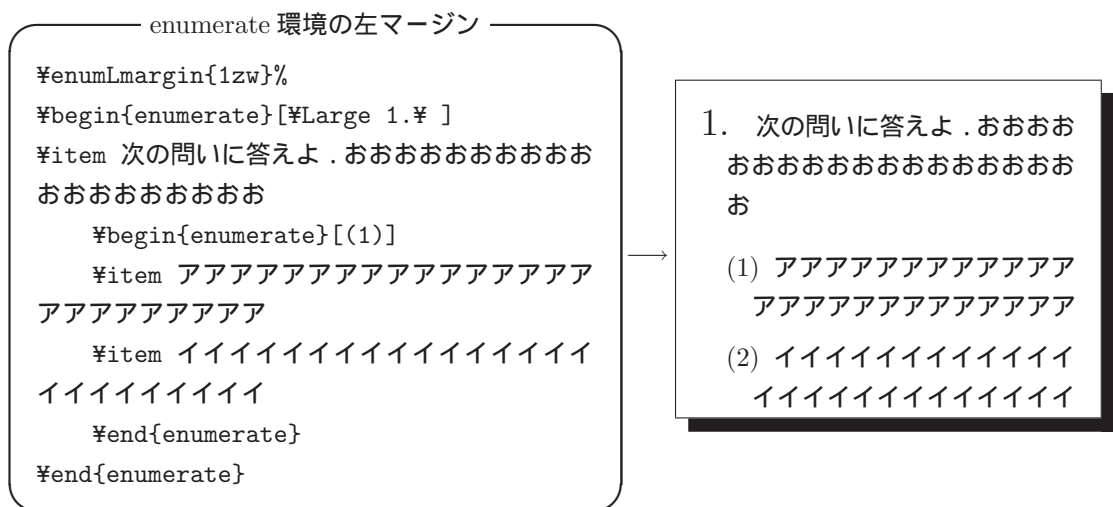 enumerate 環境の左マージン
¥enumLmargin{1zw}%
¥begin{enumerate}[¥Large 1.¥ ]
¥item 次の問いに答えよ．おおおおおおおおおお
おおおおおおおおお
¥begin{enumerate}[(1)]
¥item アアアアアアアアアアアアアアアア
アアアアアアアアア
¥item イイイイイイイイイイイイイイイイ
イイイイイイイイイ
¥end{enumerate}
¥end{enumerate}
→
1. 次の問いに答えよ．おおおお
おおおおおおおおおおおおおお
お
(1) アアアアアアアアアアアア
アアアアアアアアアアアアア
(2) イイイイイイイイイイイイ
イイイイイイイイイイイイイ